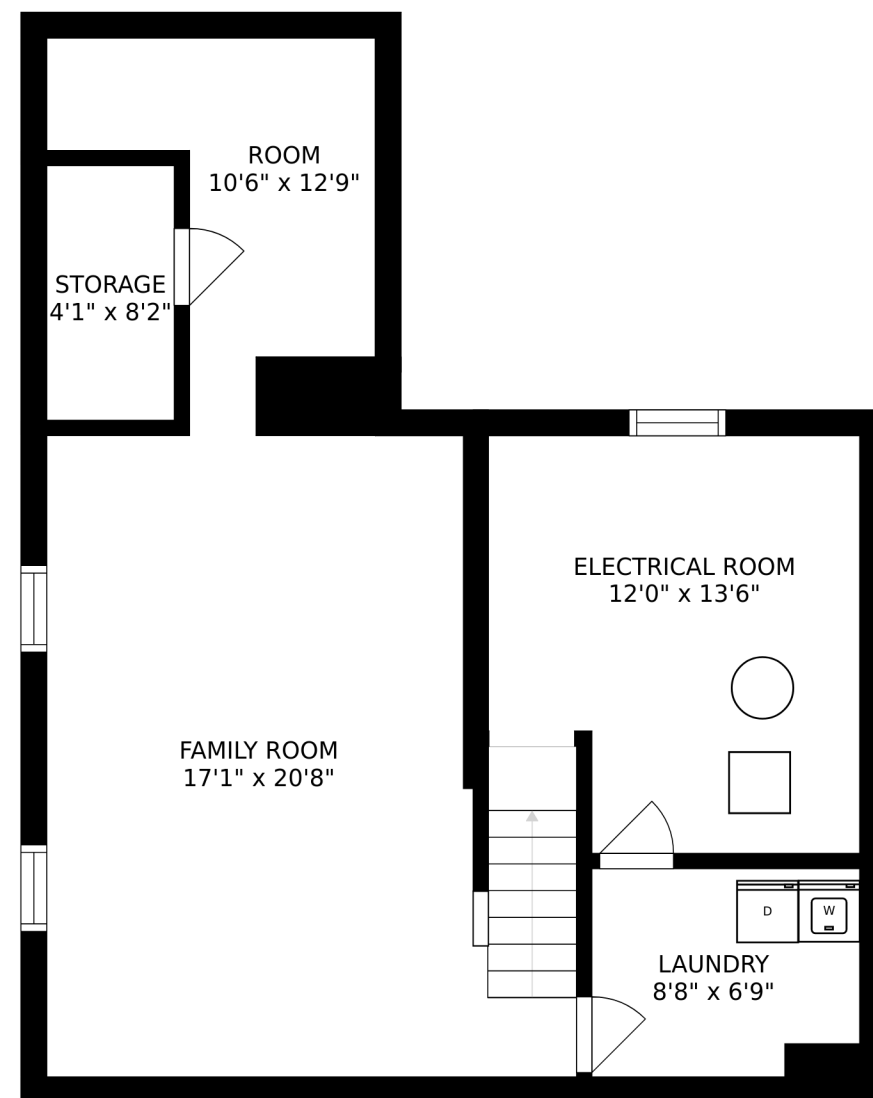 ROOM
10'6" x 12'9"
STORAGE
4'1" x 8'2"
ELECTRICAL ROOM
12'0" x 13'6"
FAMILY ROOM
17'1" x 20'8"
D
W
LAUNDRY
8'8" x 6'9"